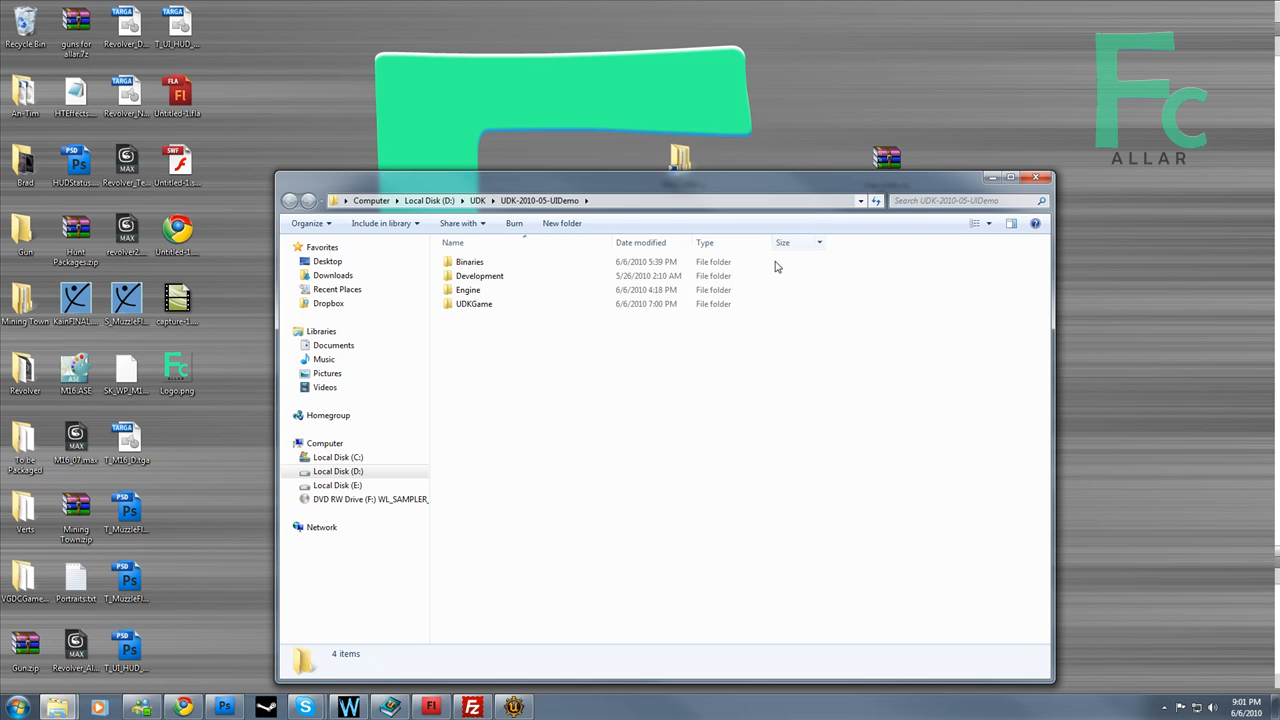 Recycle Bin
guns for allar.7z
Revolver_D...
T_UI_HUD_...
An-Tim
HTEffects....
Revolver_N...
Untitled-1.fla
Brad
HUDStatus....
Revolver_Te...
Untitled-1.s...
Gun
Hunt Packages.zip
revolver2...
Untitled-1...
Mining Town
KainFINAL...
S_MuzzleFl...
capture-1...
Revolver
M16.ASE
SK_WP_M1...
Logo.png
To be Packaged
M16_07.max
T_M16_D.tga
Verts
Mining Town.zip
T_MuzzleFl...
VGDCGame...
Portraits.txt
T_MuzzleFl...
Gun.zip
Revolver_Al...
T_UI_HUD_...
Fc
ALLAR
Computer
Local Disk (D:)
UDK
UDK-2010-05-UIDemo
Search UDK-2010-05-UIDemo
Organize
Include in library
Share with
Burn
New folder
Favorites
Desktop
Downloads
Recent Places
Dropbox
Libraries
Documents
Music
Pictures
Videos
Homegroup
Computer
Local Disk (C:)
Local Disk (D:)
Local Disk (E:)
DVD RW Drive (F:) WL_SAMPLER_
Network
Name Date modified Type Size
Binaries 6/6/2010 5:39 PM File folder
Development 5/26/2010 2:10 AM File folder
Engine 6/6/2010 4:18 PM File folder
UDKGame 6/6/2010 7:00 PM File folder
4 items
9:01 PM
6/6/2010